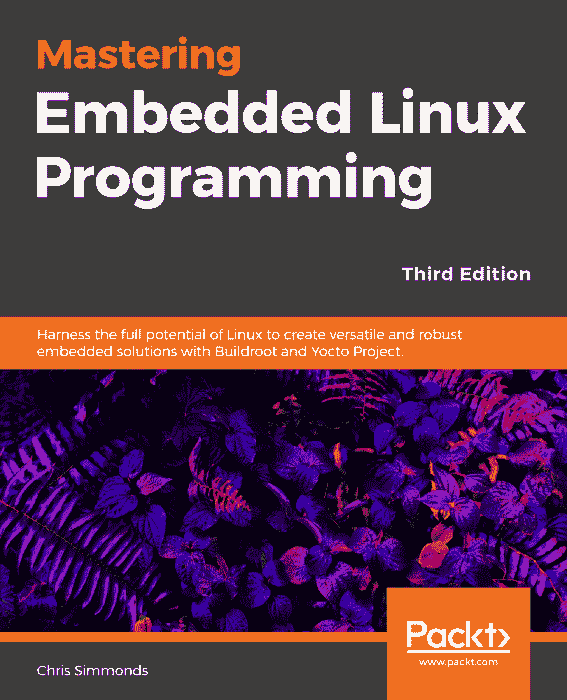 Mastering
Embedded Linux
Programming
Third Edition
Harness the full potential of Linux to create versatile and robust
embedded solutions with Buildroot and Yocto Project.
Packt>
www.packt.com
Chris Simmonds